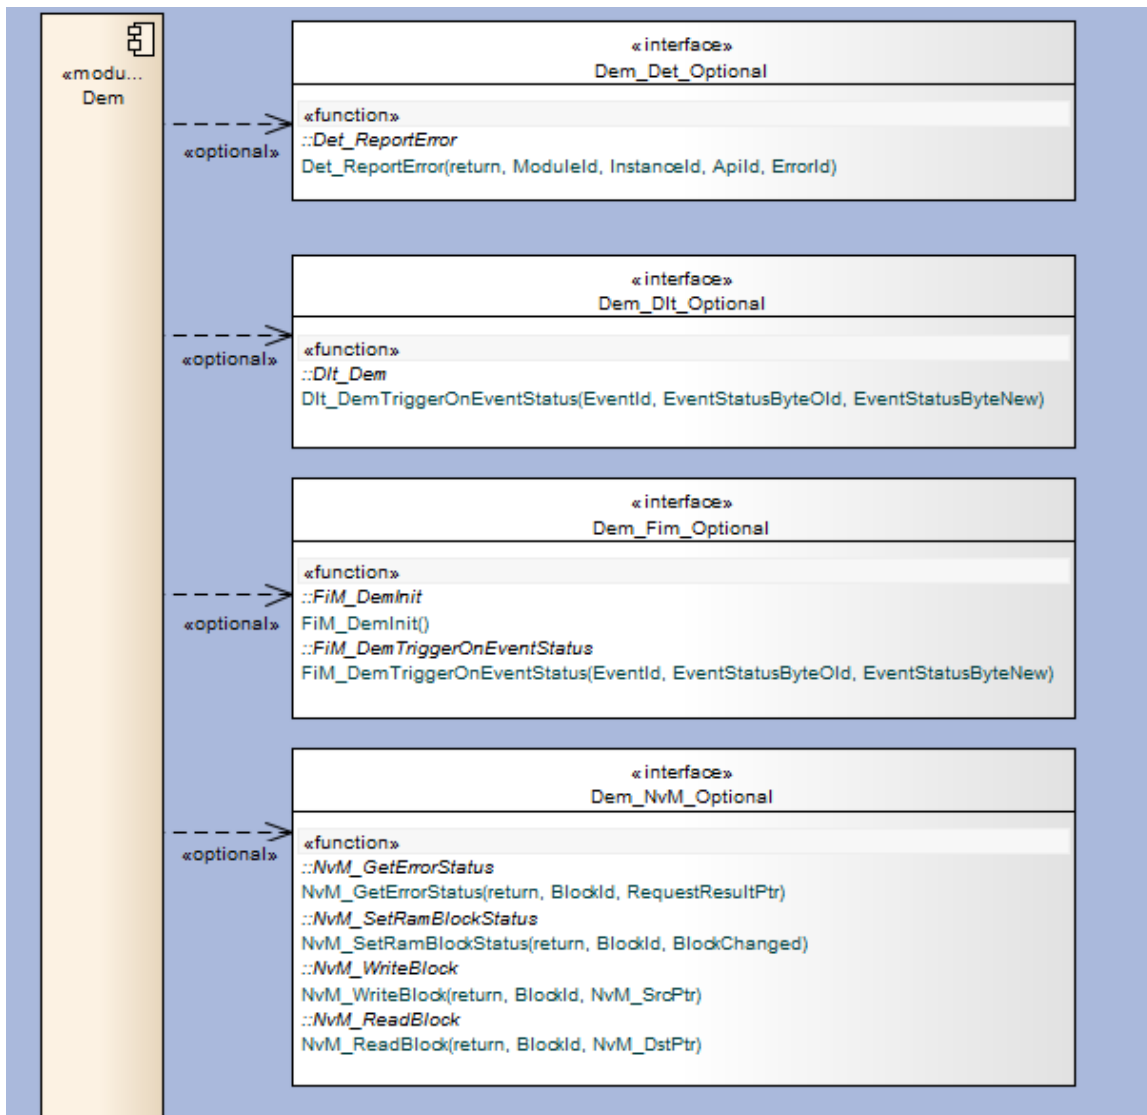 «modu...
Dem
«interface»
Dem_Det_Optional
«function»
::Det_ReportError
Det_ReportError(return, ModuleId, InstanceId, ApiId, ErrorId)
«optional»
«interface»
Dem_Dlt_Optional
«function»
::Dlt_Dem
Dlt_DemTriggerOnEventStatus(EventId, EventStatusByteOld, EventStatusByteNew)
«optional»
«interface»
Dem_Fim_Optional
«function»
::FiM_DemInit
FiM_DemInit()
::FiM_DemTriggerOnEventStatus
FiM_DemTriggerOnEventStatus(EventId, EventStatusByteOld, EventStatusByteNew)
«optional»
«interface»
Dem_NvM_Optional
«function»
::NvM_GetErrorStatus
NvM_GetErrorStatus(return, BlockId, RequestResultPtr)
::NvM_SetRamBlockStatus
NvM_SetRamBlockStatus(return, BlockId, BlockChanged)
::NvM_WriteBlock
NvM_WriteBlock(return, BlockId, NvM_SrcPtr)
::NvM_ReadBlock
NvM_ReadBlock(return, BlockId, NvM_DstPtr)
«optional»